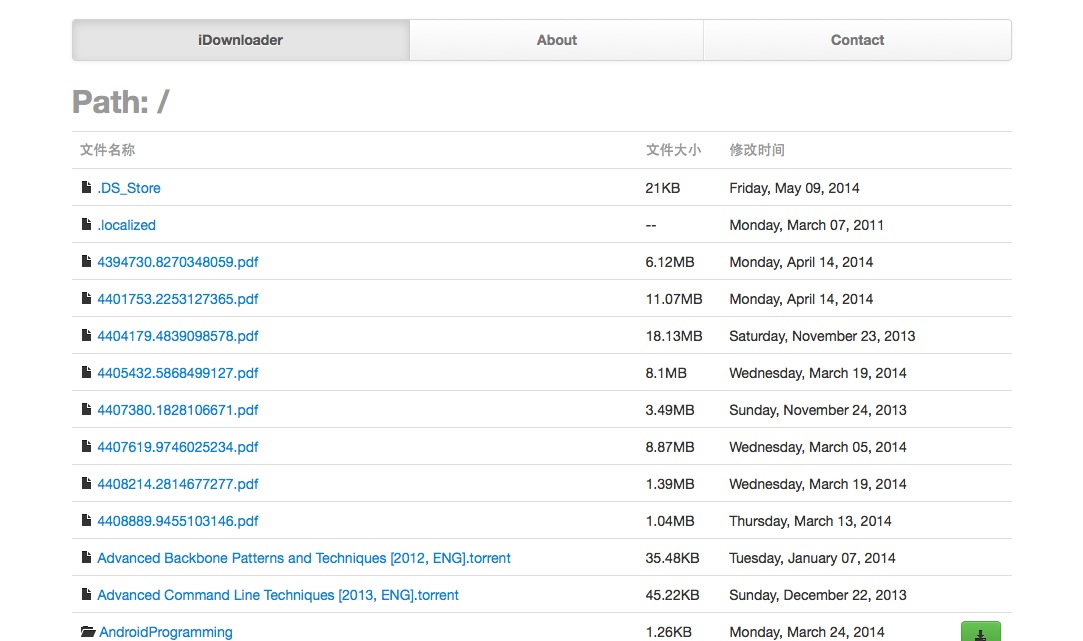 iDownloader About Contact
Path: /
文件名称 文件大小 修改时间
.DS_Store 21KB Friday, May 09, 2014
.localized -- Monday, March 07, 2011
4394730.8270348059.pdf 6.12MB Monday, April 14, 2014
4401753.2253127365.pdf 11.07MB Monday, April 14, 2014
4404179.4839098578.pdf 18.13MB Saturday, November 23, 2013
4405432.5868499127.pdf 8.1MB Wednesday, March 19, 2014
4407380.1828106671.pdf 3.49MB Sunday, November 24, 2013
4407619.9746025234.pdf 8.87MB Wednesday, March 05, 2014
4408214.2814677277.pdf 1.39MB Wednesday, March 19, 2014
4408889.9455103146.pdf 1.04MB Thursday, March 13, 2014
Advanced Backbone Patterns and Techniques [2012, ENG].torrent 35.48KB Tuesday, January 07, 2014
Advanced Command Line Techniques [2013, ENG].torrent 45.22KB Sunday, December 22, 2013
AndroidProgramming 1.26KB Monday, March 24, 2014